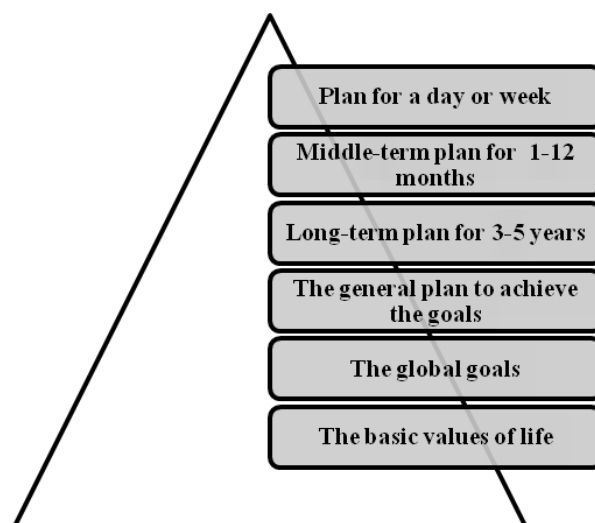 Plan for a day or week
Middle-term plan for 1-12
months
Long-term plan for 3-5 years
The general plan to achieve
the goals
The global goals
The basic values of life